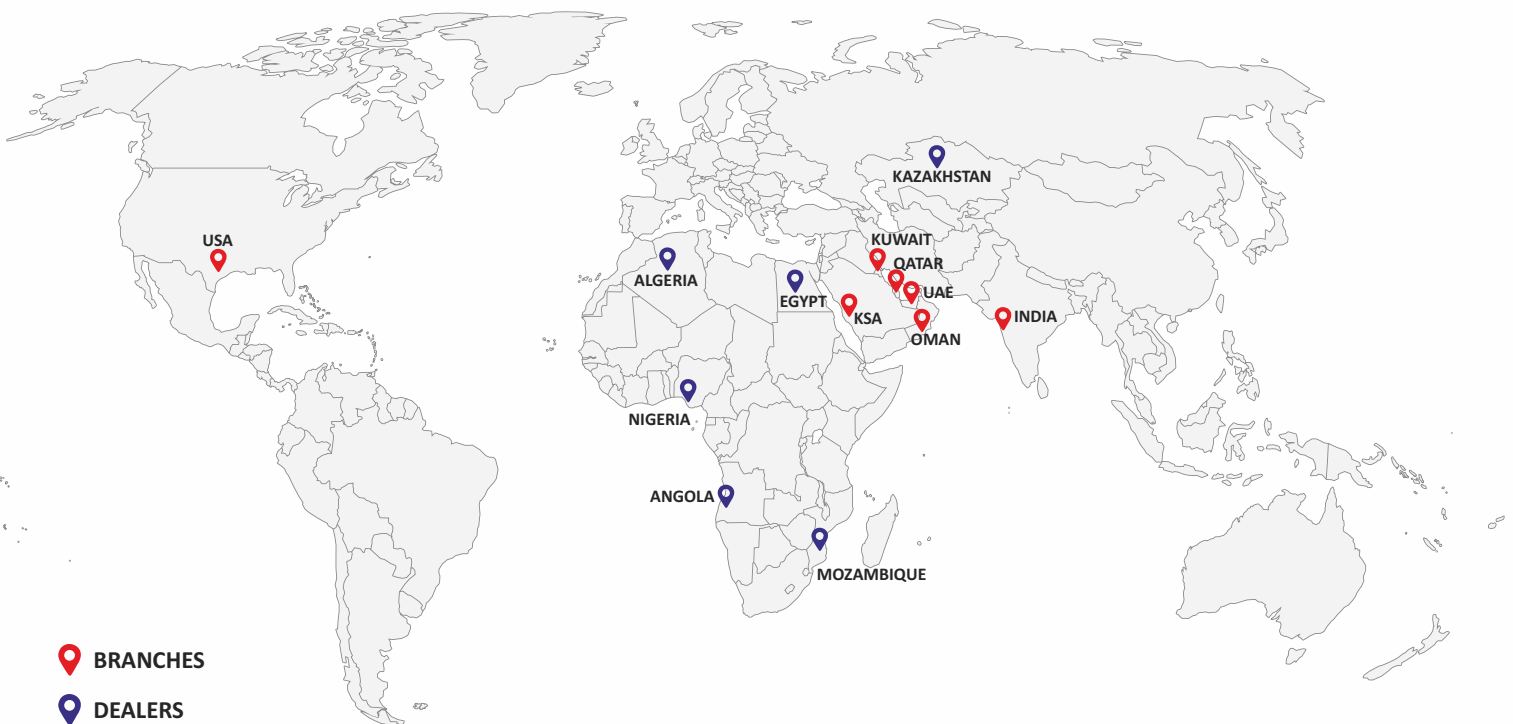 KAZAKHSTAN
USA
KUWAIT
QATAR
ALGERIA
EGYPT
UAE
KSA
INDIA
OMAN
NIGERIA
ANGOLA
MOZAMBIQUE
BRANCHES
DEALERS